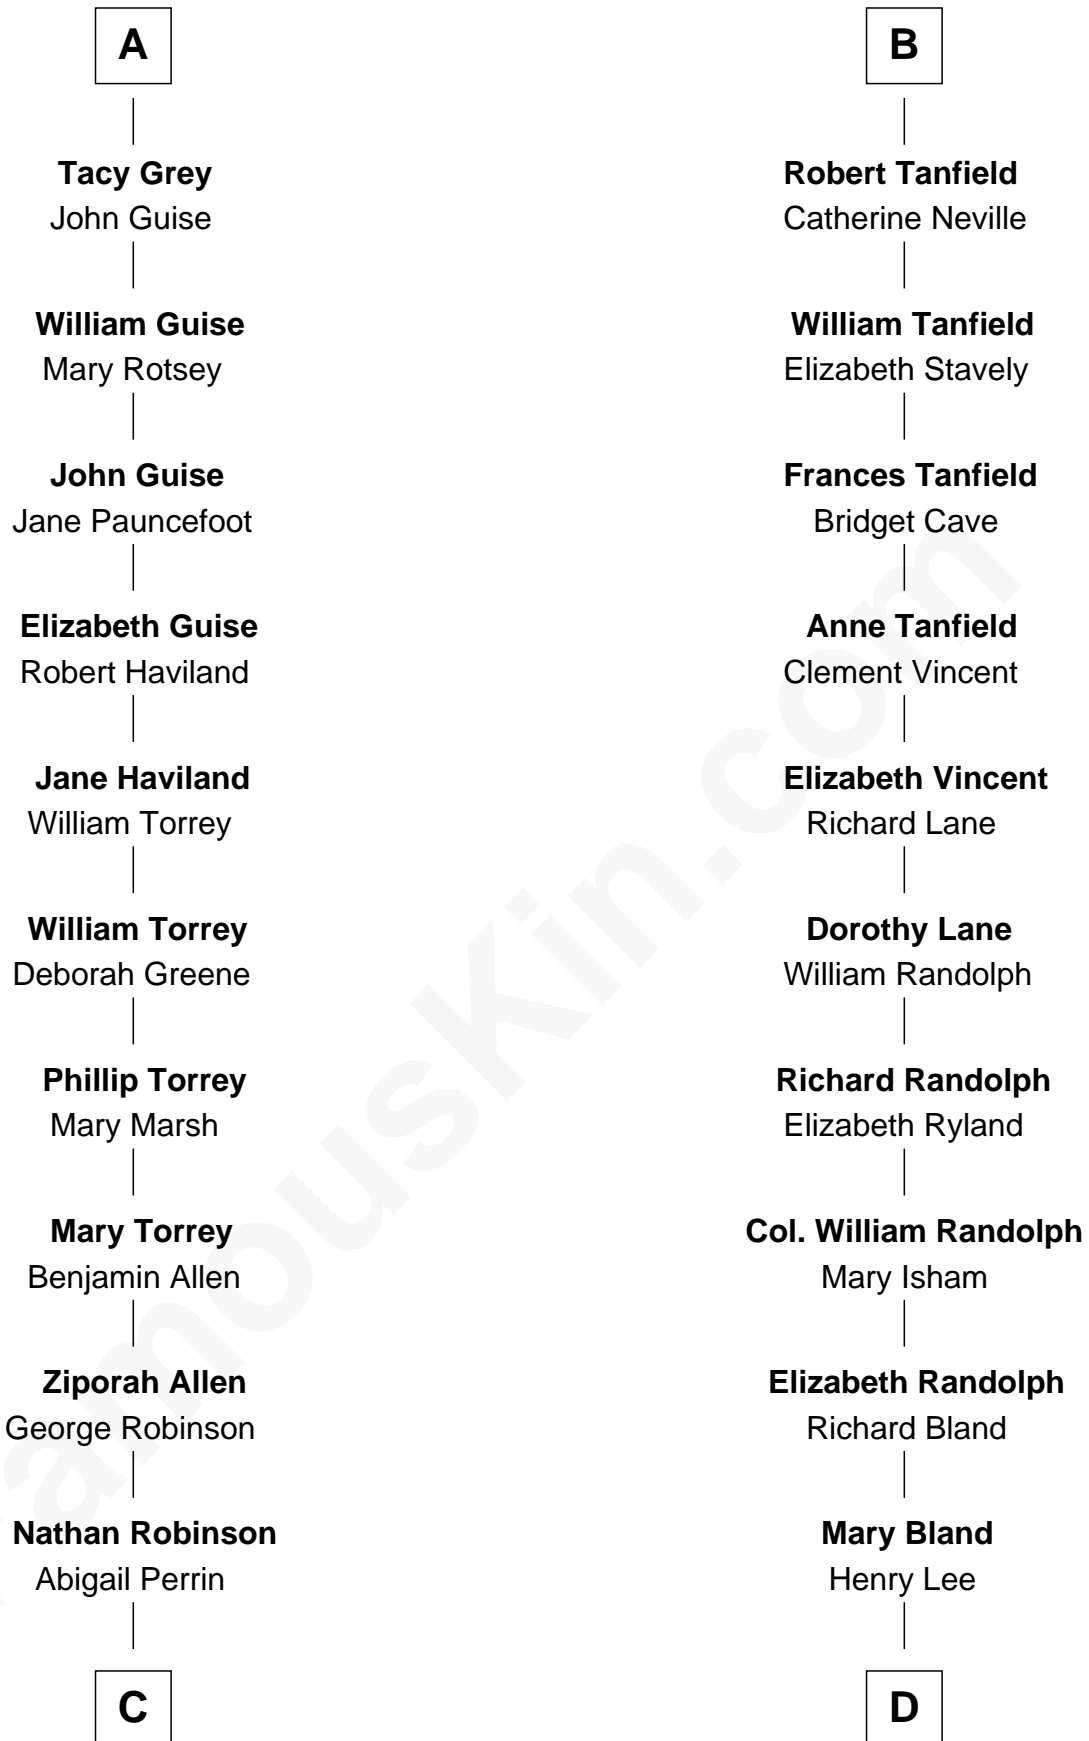 A
Tacy Grey
John Guise
William Guise
Mary Rotsey
John Guise
Jane Pauncefoot
Elizabeth Guise
Robert Haviland
Jane Haviland
William Torrey
William Torrey
Deborah Greene
Phillip Torrey
Mary Marsh
Mary Torrey
Benjamin Allen
Ziporah Allen
George Robinson
Nathan Robinson
Abigail Perrin
C
B
Robert Tanfield
Catherine Neville
William Tanfield
Elizabeth Stavely
Frances Tanfield
Bridget Cave
Anne Tanfield
Clement Vincent
Elizabeth Vincent
Richard Lane
Dorothy Lane
William Randolph
Richard Randolph
Elizabeth Ryland
Col. William Randolph
Mary Isham
Elizabeth Randolph
Richard Bland
Mary Bland
Henry Lee
D
FamousKin.com